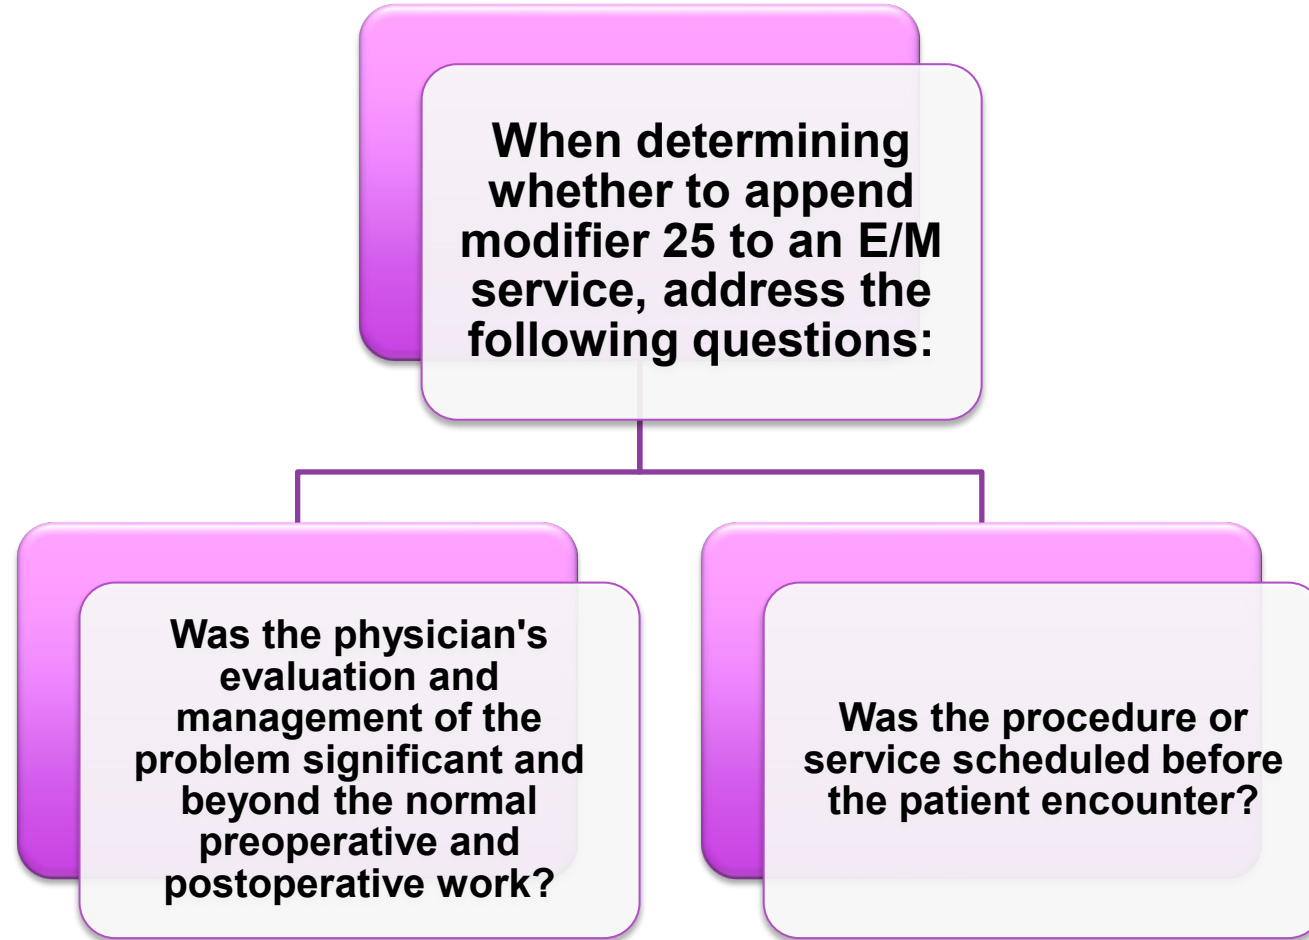 When determining
whether to append
modifier 25 to an E/M
service, address the
following questions:
Was the physician's
evaluation and
management of the
problem significant and
beyond the normal
preoperative and
postoperative work?
Was the procedure or
service scheduled before
the patient encounter?